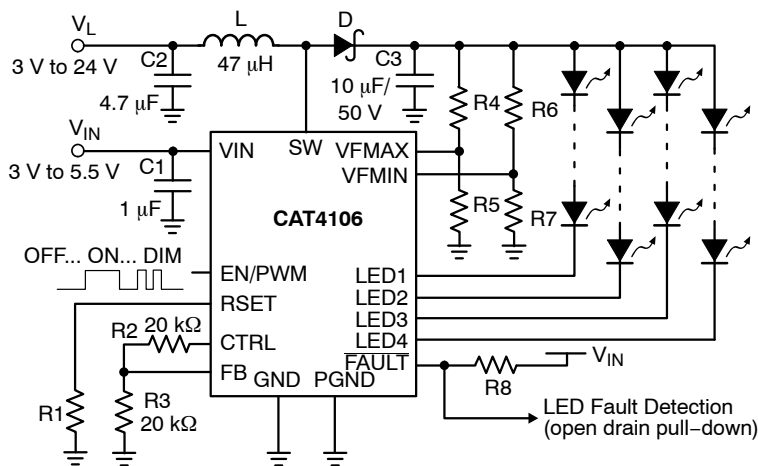 VL
L
D
C2
C3
3 V to 24 V
47 μH
4.7 μF
10 μF/
50 V
R4
R6
VIN
C1
3 V to 5.5 V
1 μF
VIN
SW
VFMAX
VFMIN
CAT4106
R5
R7
OFF... ON... DIM
EN/PWM
LED1
RSET
LED2
R2
20 kΩ
LED3
CTRL
LED4
FAULT
VIN
FB
GND
PGND
R8
R1
R3
20 kΩ
LED Fault Detection
(open drain pull−down)